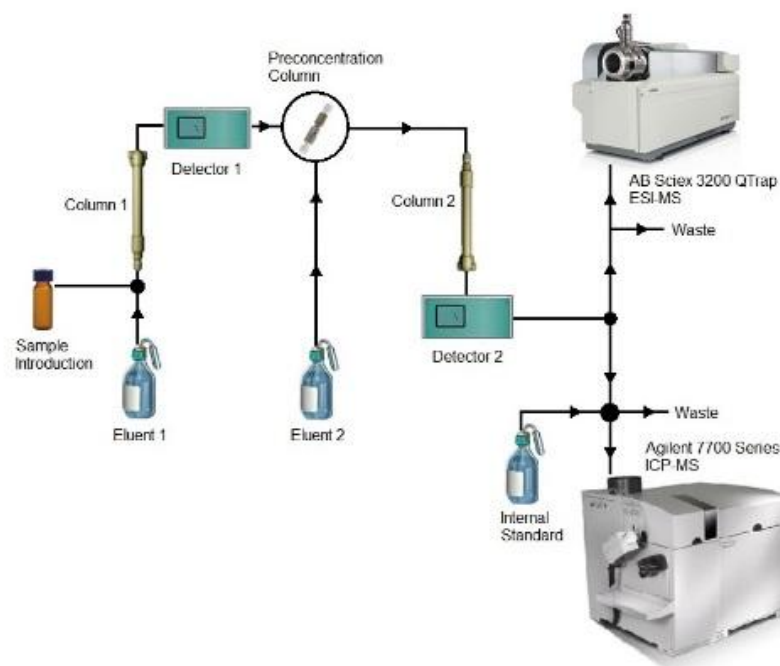 Preconcentration
Column
Detector 1
Column 1
Column 2
AB Sciex 3200 QTrap
ESI-MS
Waste
Sample
Introduction
Detector 2
Eluent 1
Eluent 2
Waste
Agilent 7700 Series
ICP-MS
Internal
Standard